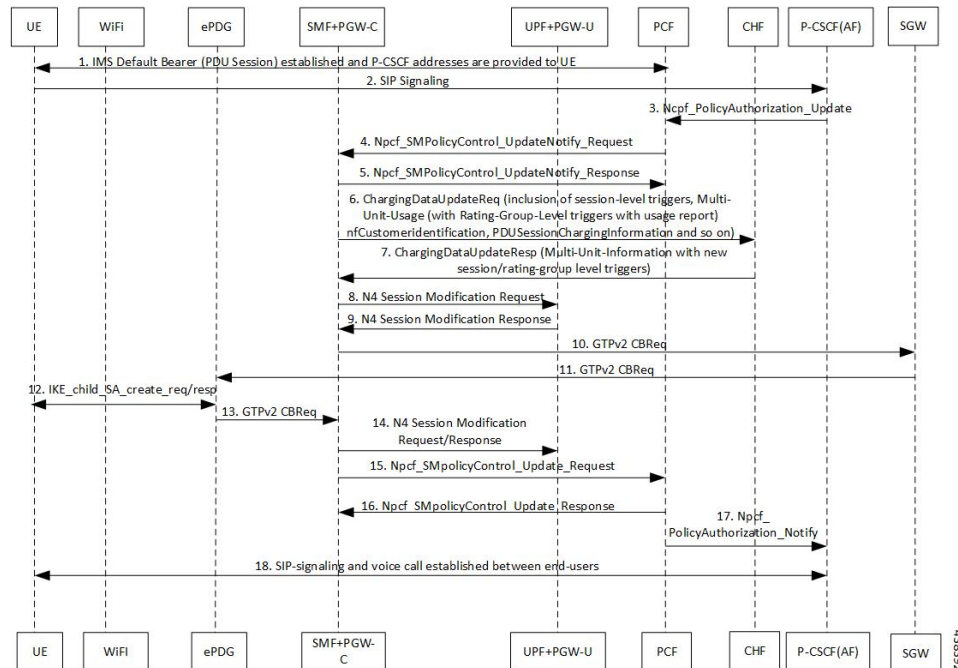 UE
WiFi
ePDG
SMF+PGW-C
UPF+PGW-U
PCF
CHF
P-CSCF(AF)
SGW
1. IMS Default Bearer (PDU Session) established and P-CSCF addresses are provided to UE
2. SIP Signaling
3. Ncpf_PolicyAuthorization_Update
4. Npcf_SMPolicyControl_UpdateNotify_Request
5. Npcf_SMPolicyControl_UpdateNotify_Response
6. ChargingDataUpdateReq (inclusion of session-level triggers, Multi-
Unit-Usage (with Rating-Group-Level triggers with usage report)
nfCustomeridentification, PDUSessionChargingInformation and so on)
7. ChargingDataUpdateResp (Multi-Unit-Information with new
session/rating-group level triggers)
8. N4 Session Modification Request
9. N4 Session Modification Response
10. GTPv2 CBReq
11. GTPv2 CBReq
12. IKE_child_SA_create_req/resp
13. GTPv2 CBReq
14. N4 Session Modification
Request/Response
15. Npcf_SMpolicyControl_Update_Request
16. Npcf_SMpolicyControl_Update_Response
17. Npcf_
PolicyAuthorization_Notify
18. SIP-signaling and voice call established between end-users
UE
WiFI
ePDG
SMF+PGW-
C
UPF+PGW-U
PCF
CHF
P-CSCF(AF)
SGW